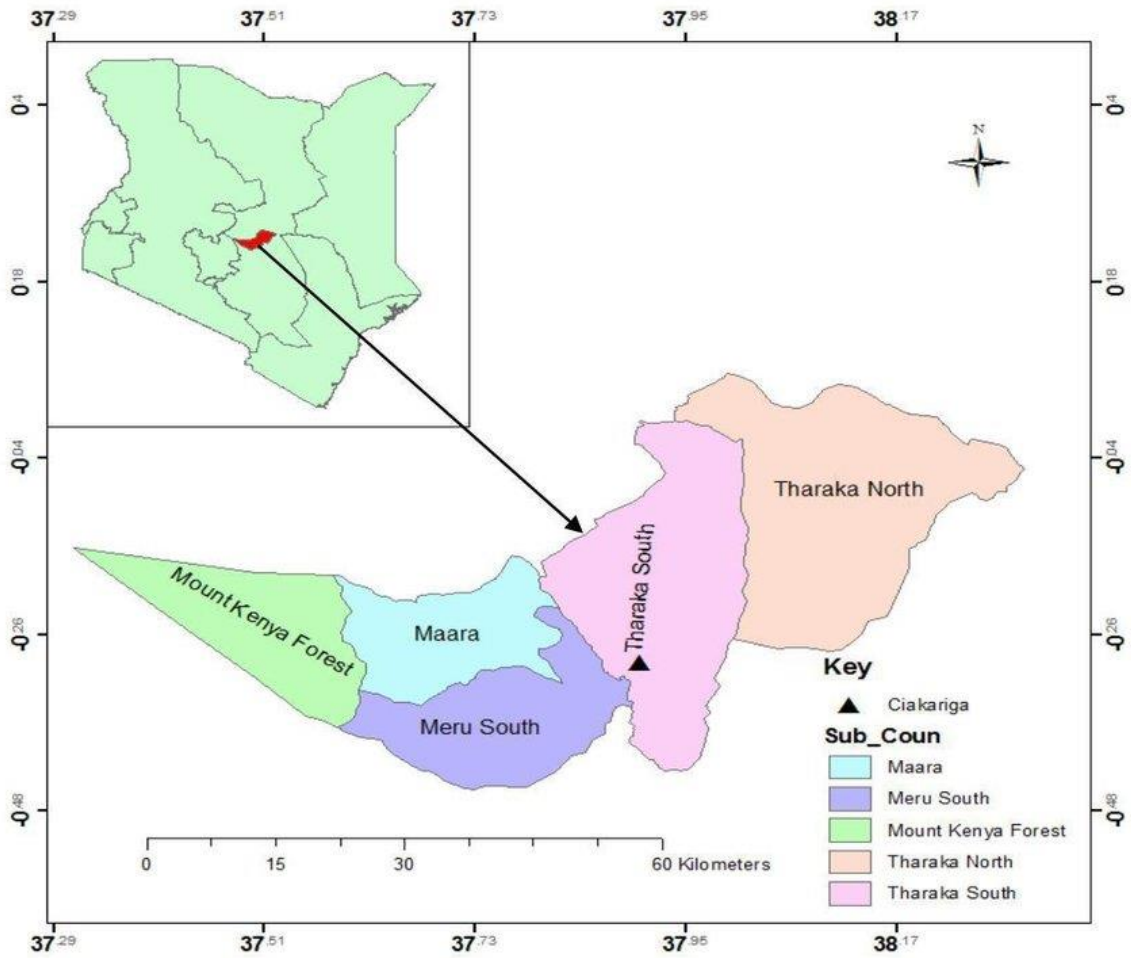 37.29 37.51 37.73 37.95 38.17
0.4
0.4
N
0.18
0.18
-0.04
-0.04
Tharaka North
Tharaka South
Mount Kenya Forest
Maara
-0.26
-0.26
Meru South
Key
Ciakariga
Sub_Coun
Maara
Meru South
Mount Kenya Forest
Tharaka North
Tharaka South
-0.48
-0.48
0 15 30 60 Kilometers
37.29 37.51 37.73 37.95 38.17